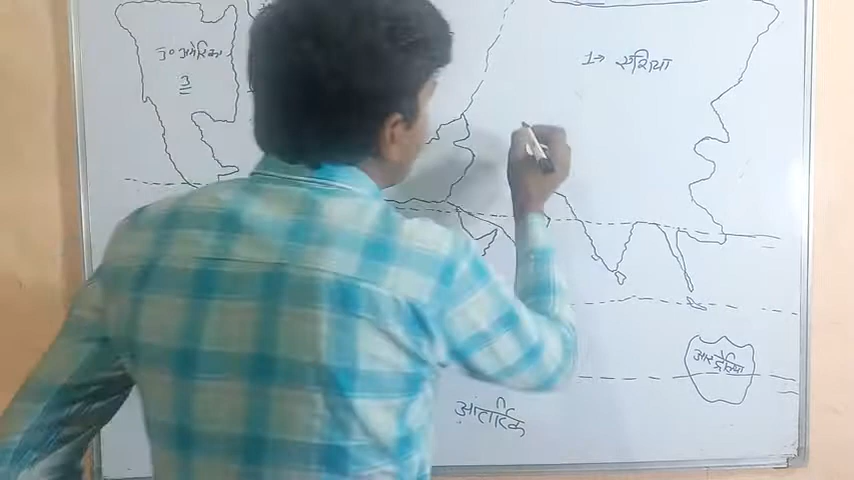 उ० अमेरिका
3
1→ एशिया
आस्ट्रेलिया
आंर्तार्टिक